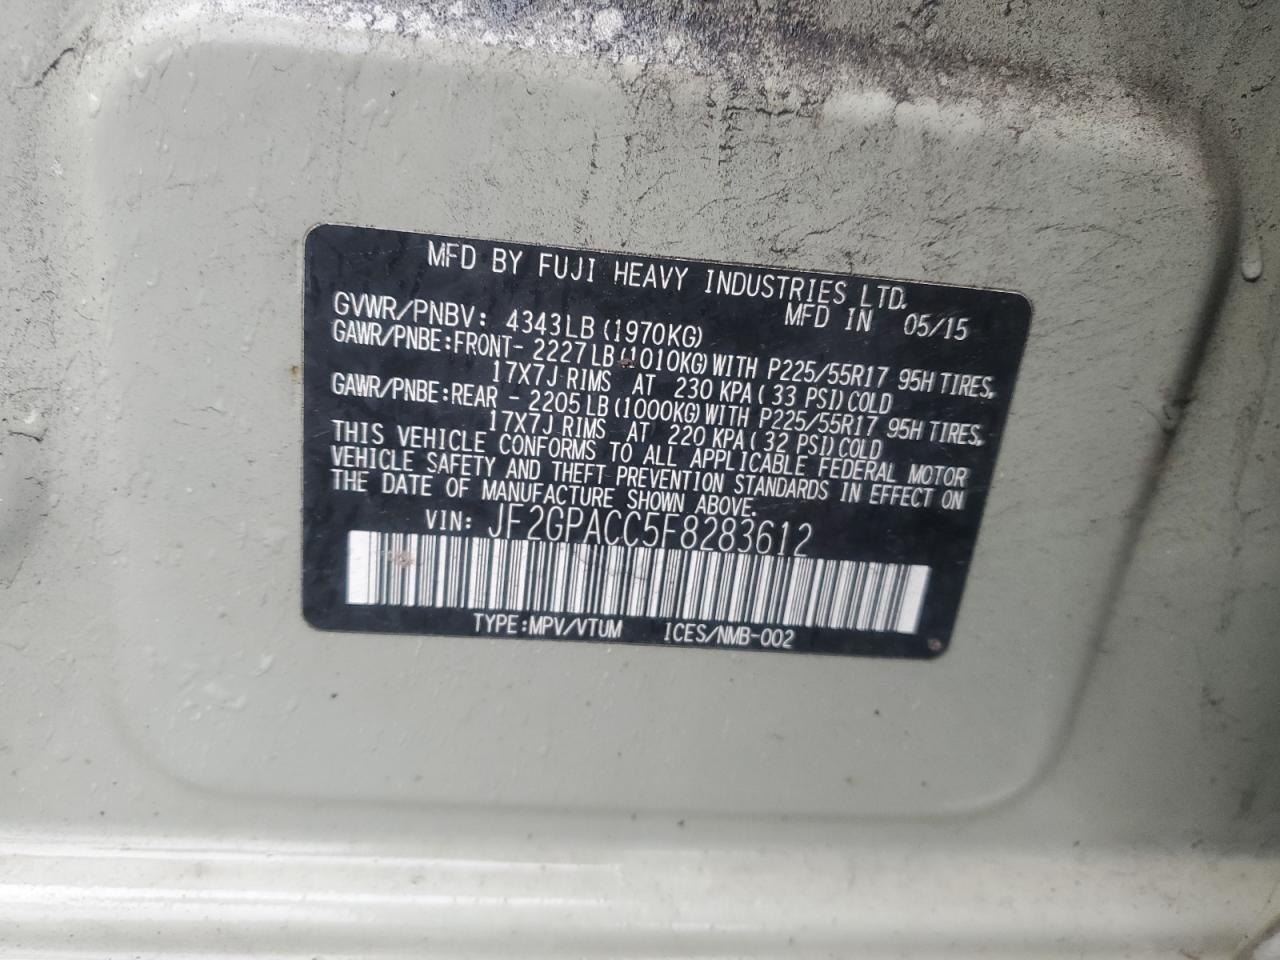 MFD BY FUJI HEAVY INDUSTRIES LTD.
MFD IN 05/15
GVWR/PNBV: 4343LB (1970KG)
GAWR/PNBE:FRONT- 2227LB (1010KG) WITH P225/55R17 95H TIRES,
17X7J RIMS AT 230 KPA (33 PSI) COLD
GAWR/PNBE:REAR - 2205LB (1000KG) WITH P225/55R17 95H TIRES,
17X7J RIMS AT 220 KPA (32 PSI) COLD
THIS VEHICLE CONFORMS TO ALL APPLICABLE FEDERAL MOTOR
VEHICLE SAFETY AND THEFT PREVENTION STANDARDS IN EFFECT ON
THE DATE OF MANUFACTURE SHOWN ABOVE.
VIN: JF2GPACC5F8283612
TYPE:MPV/VTUM ICES/NMB-002